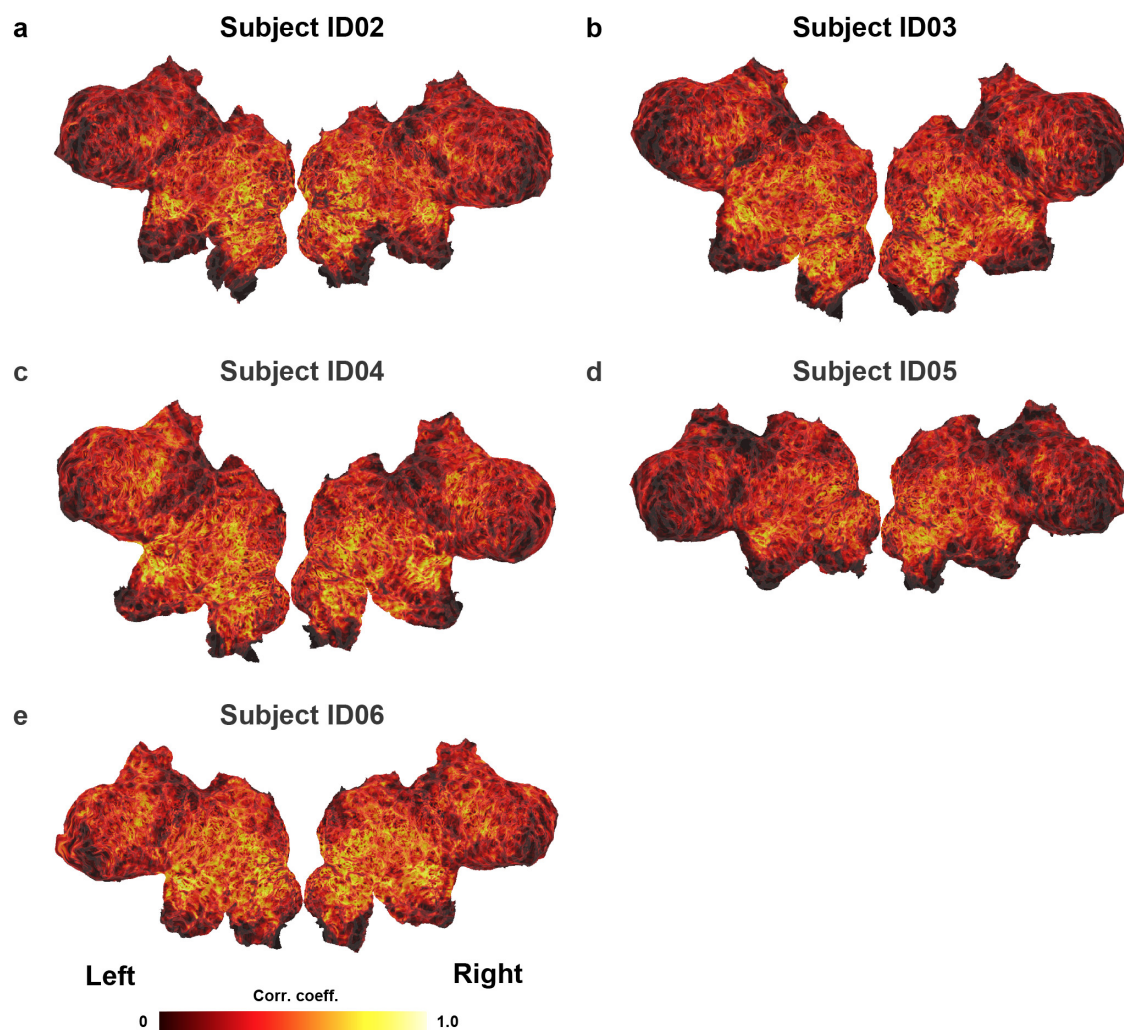 a
Subject ID02
b
Subject ID03
c
Subject ID04
d
Subject ID05
e
Subject ID06
Left
Right
Corr. coeff.
0
1.0